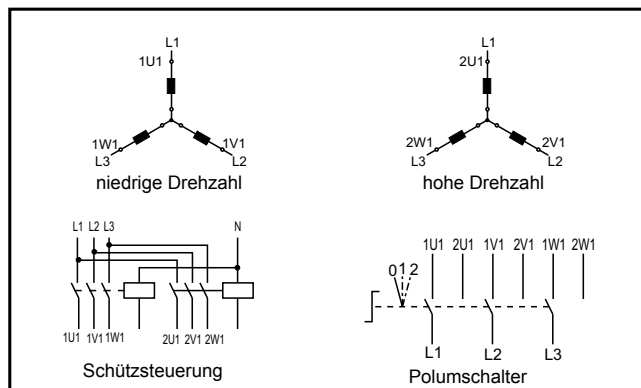 L1
1U1
1W1
1V1
L3
L2
niedrige Drehzahl
L1
2U1
2W1
2V1
L3
L2
hohe Drehzahl
L1 L2 L3 N
1U1 1V1 1W1 2U1 2V1 2W1
Schützsteuerung
1U1 2U1 1V1 2V1 1W1 2W1
0 1 2
L1 L2 L3
Polumschalter